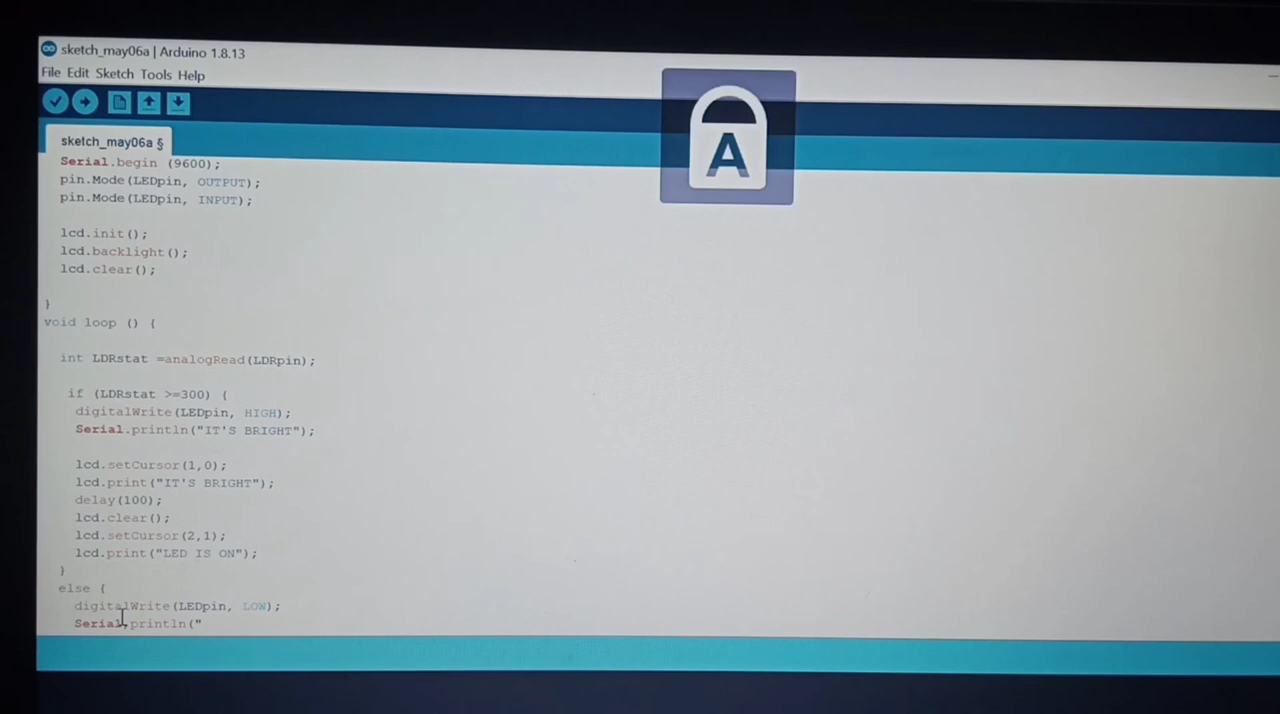 sketch_may06a | Arduino 1.8.13
File Edit Sketch Tools Help
sketch_may06a §
Serial.begin (9600);
pin.Mode(LEDpin, OUTPUT);
pin.Mode(LEDpin, INPUT);
lcd.init();
lcd.backlight();
lcd.clear();
}
void loop () {
int LDRstat =analogRead(LDRpin);
if (LDRstat >=300) {
digitalWrite(LEDpin, HIGH);
Serial.println("IT'S BRIGHT");
lcd.setCursor(1,0);
lcd.print("IT'S BRIGHT");
delay(100);
lcd.clear();
lcd.setCursor(2,1);
lcd.print("LED IS ON");
}
else {
digitalWrite(LEDpin, LOW);
Serial.println("
A